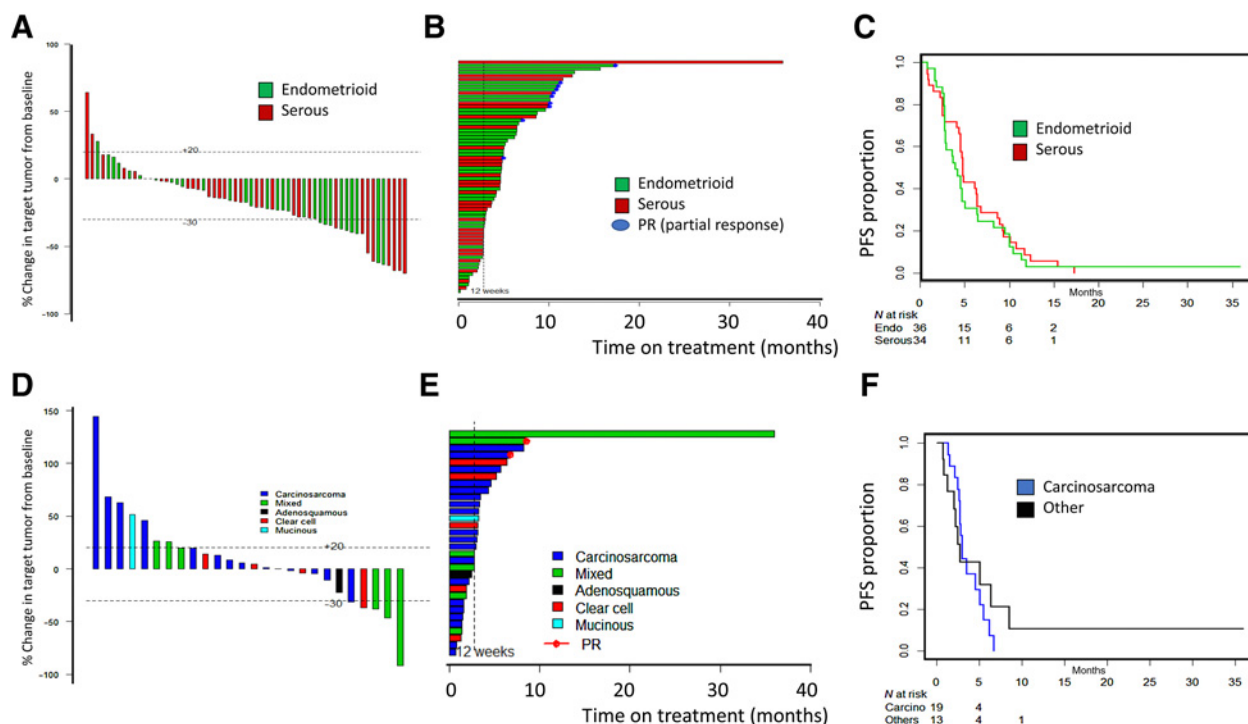 A
% Change in target tumor from baseline
100
50
0
−50
−100
+20
−30
Endometrioid
Serous
B
Endometrioid
Serous
PR (partial response)
12 weeks
0 10 20 30 40
Time on treatment (months)
C
PFS proportion
1.0
0.8
0.6
0.4
0.2
0.0
Endometrioid
Serous
Months
0 5 10 15 20 25 30 35
N at risk
Endo 36 15 6 2
Serous 34 11 6 1
D
% Change in target tumor from baseline
150
100
50
0
−50
−100
Carcinosarcoma
Mixed
Adenosquamous
Clear cell
Mucinous
+20
−30
E
Carcinosarcoma
Mixed
Adenosquamous
Clear cell
Mucinous
PR
12 weeks
0 10 20 30 40
Time on treatment (months)
F
PFS proportion
1.0
0.8
0.6
0.4
0.2
0.0
Carcinosarcoma
Other
Months
0 5 10 15 20 25 30 35
N at risk
Carcino 19 4
Others 13 4 1